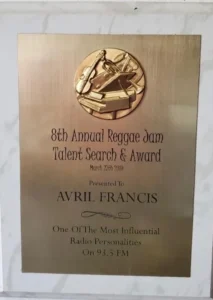 8th Annual Reggae Jam
Talent Search & Award
Presented To
AVRIL FRANCIS
One Of The Most Influential
Radio Personalities
On 93.5 FM